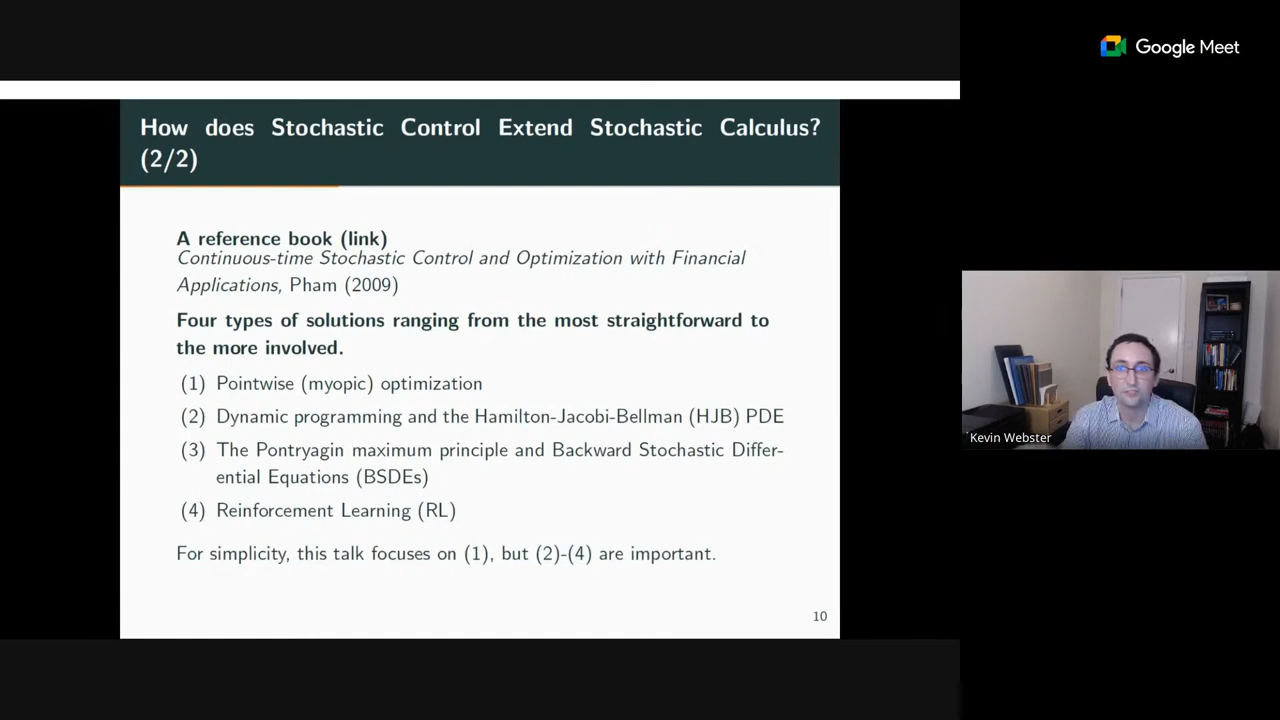 Google Meet
How does Stochastic Control Extend Stochastic Calculus?
(2/2)
A reference book (link)
Continuous-time Stochastic Control and Optimization with Financial
Applications, Pham (2009)
Four types of solutions ranging from the most straightforward to
the more involved.
(1) Pointwise (myopic) optimization
(2) Dynamic programming and the Hamilton-Jacobi-Bellman (HJB) PDE
(3) The Pontryagin maximum principle and Backward Stochastic Differ-
ential Equations (BSDEs)
(4) Reinforcement Learning (RL)
For simplicity, this talk focuses on (1), but (2)-(4) are important.
10
Kevin Webster